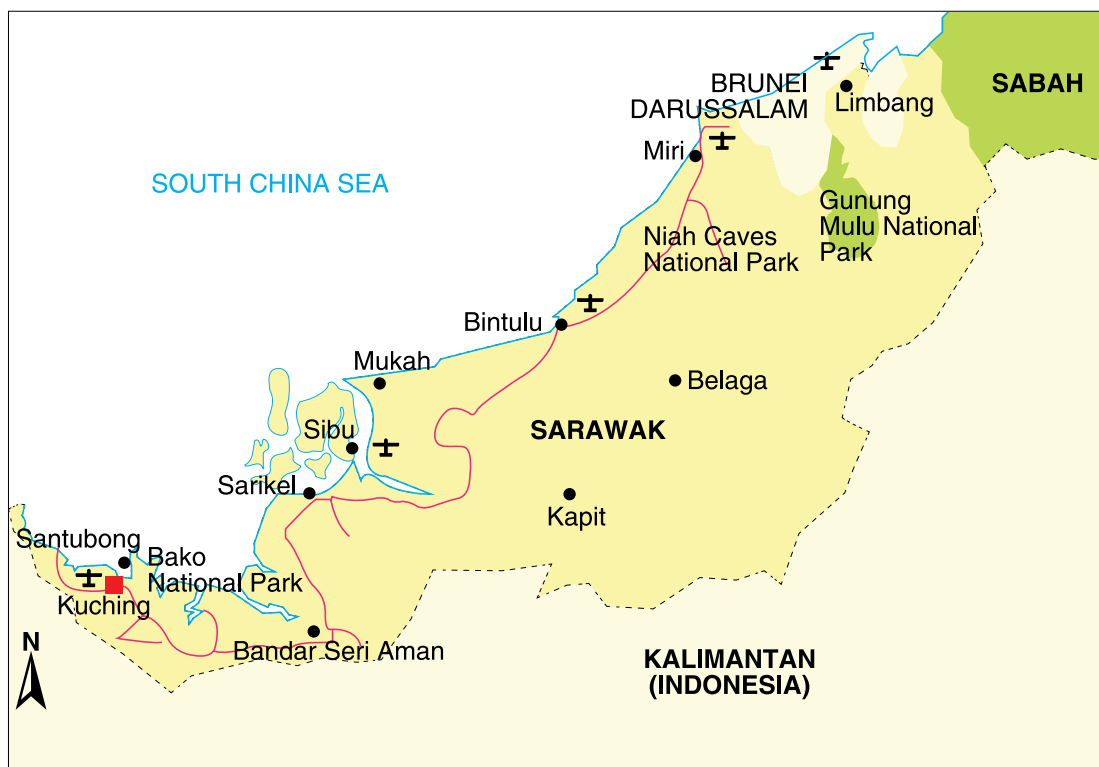 BRUNEI
DARUSSALAM
SABAH
Limbang
Miri
SOUTH CHINA SEA
Gunung
Mulu National
Park
Niah Caves
National Park
Bintulu
Mukah
Belaga
Sibu
SARAWAK
Sarikel
Kapit
Santubong
Bako
National Park
Kuching
Bandar Seri Aman
N
KALIMANTAN
(INDONESIA)